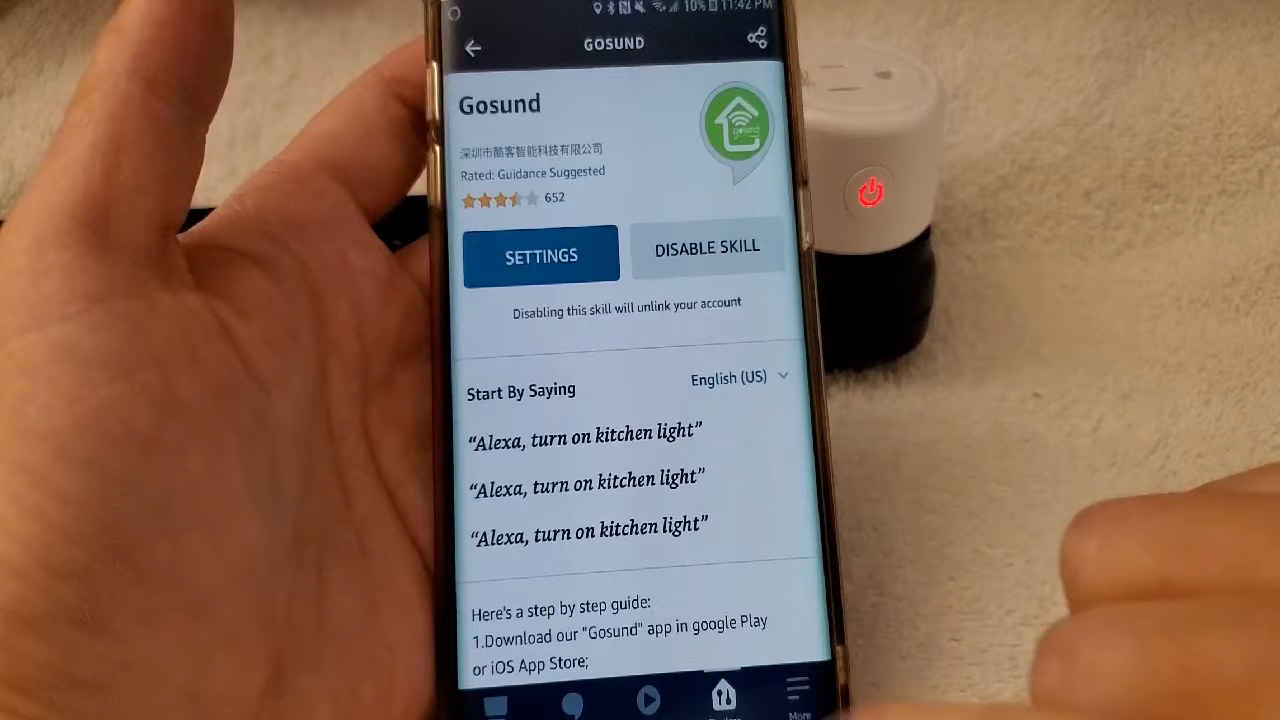 10% 11:42 PM
GOSUND
Gosund
gosund
深圳市酷客智能科技有限公司
Rated: Guidance Suggested
652
SETTINGS
DISABLE SKILL
Disabling this skill will unlink your account
Start By Saying
English (US)
“Alexa, turn on kitchen light”
“Alexa, turn on kitchen light”
“Alexa, turn on kitchen light”
Here's a step by step guide:
1.Download our "Gosund" app in google Play
or iOS App Store;
More